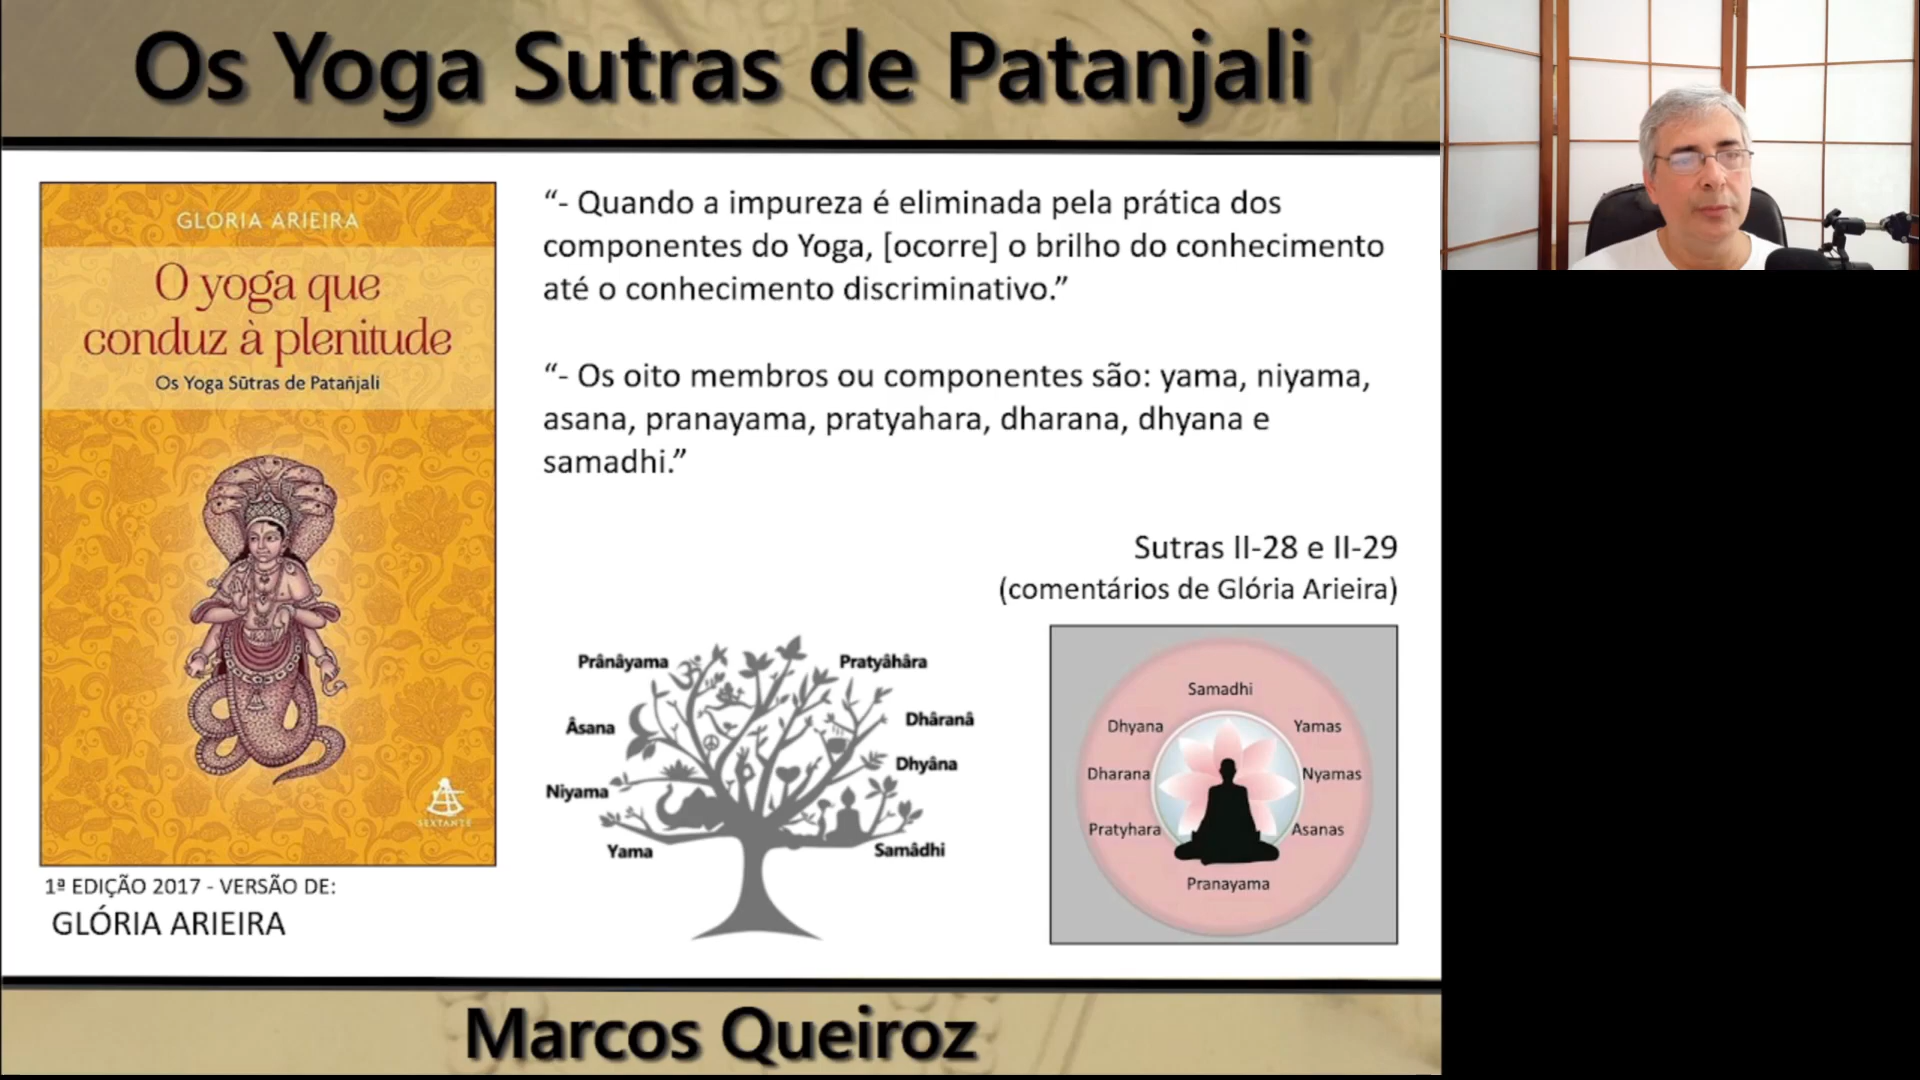 Os Yoga Sutras de Patanjali
GLORIA ARIEIRA
O yoga que
conduz à plenitude
Os Yoga Sūtras de Patañjali
SEXTANTE
1ª EDIÇÃO 2017 - VERSÃO DE:
GLÓRIA ARIEIRA
“- Quando a impureza é eliminada pela prática dos
componentes do Yoga, [ocorre] o brilho do conhecimento
até o conhecimento discriminativo.”
“- Os oito membros ou componentes são: yama, niyama,
asana, pranayama, pratyahara, dharana, dhyana e
samadhi.”
Sutras II-28 e II-29
(comentários de Glória Arieira)
Prânâyama
Pratyâhâra
Âsana
Dhâranâ
Dhyâna
Niyama
Yama
Samâdhi
Samadhi
Dhyana
Yamas
Dharana
Nyamas
Pratyhara
Asanas
Pranayama
Marcos Queiroz